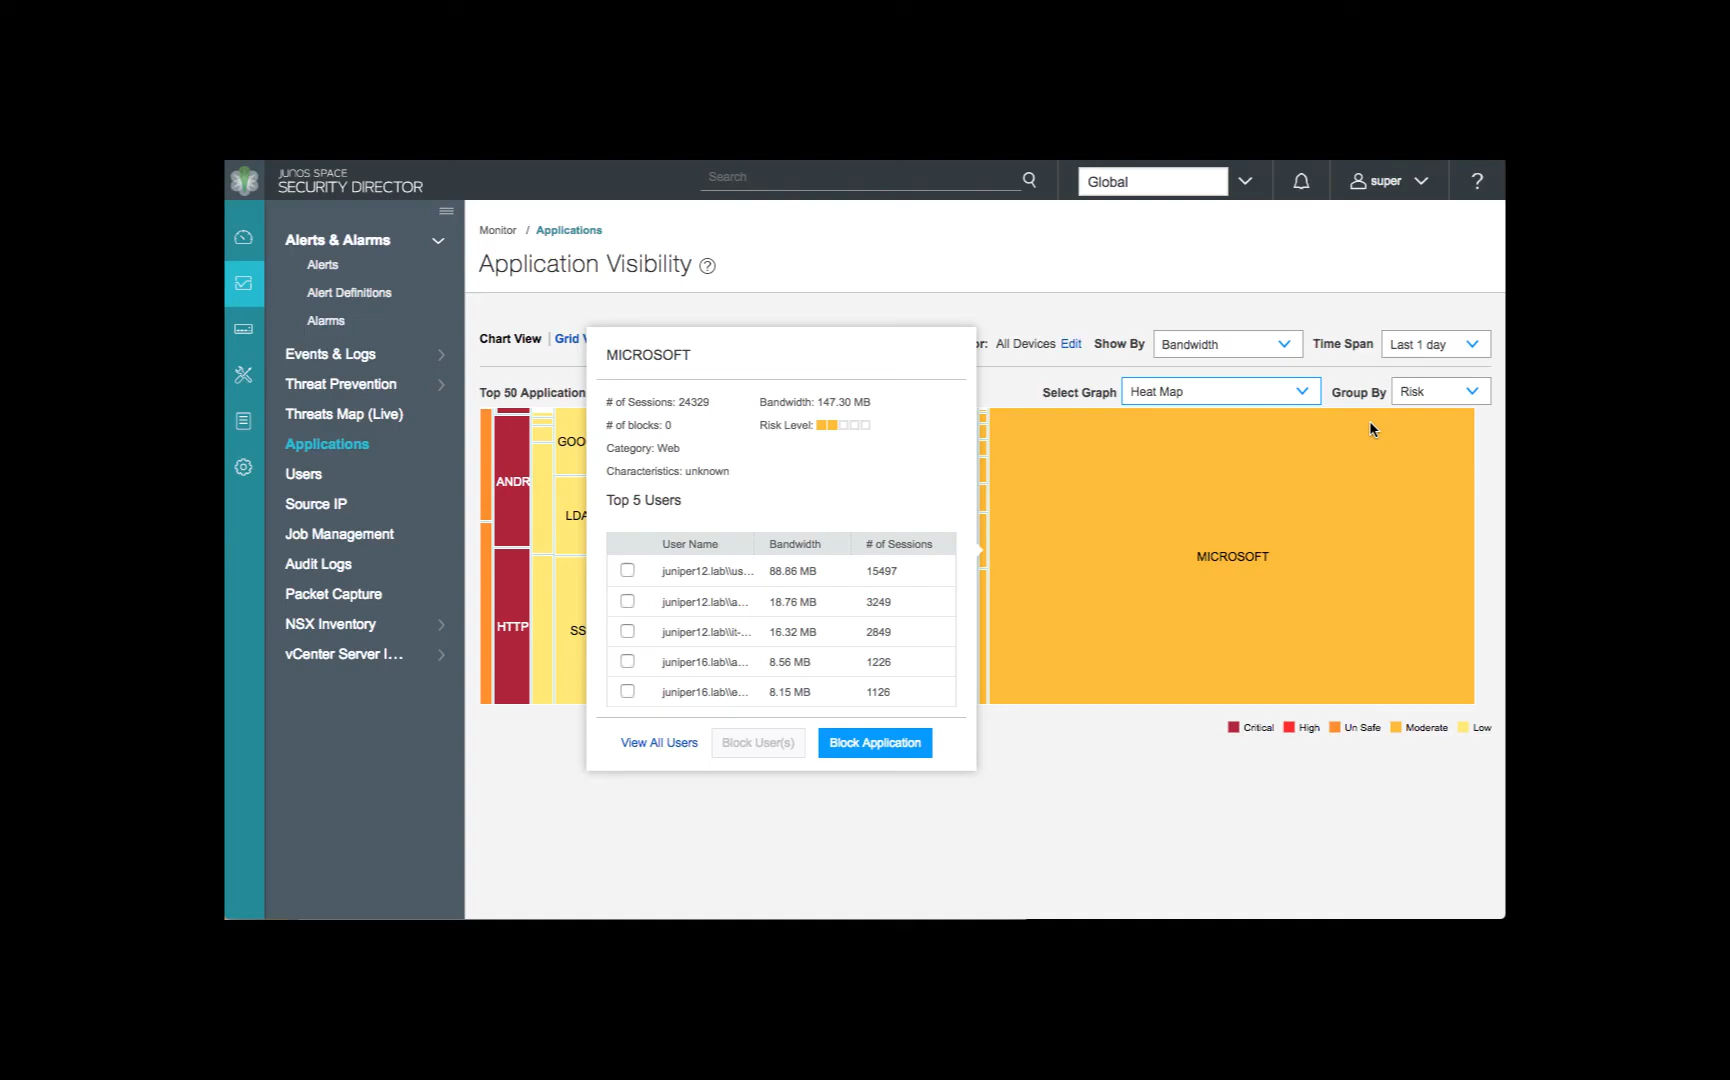 JUNOS SPACE
SECURITY DIRECTOR
Search
Global
super
?
Alerts & Alarms
Alerts
Alert Definitions
Alarms
Events & Logs
Threat Prevention
Threats Map (Live)
Applications
Users
Source IP
Job Management
Audit Logs
Packet Capture
NSX Inventory
vCenter Server I...
Monitor / Applications
Application Visibility ?
Chart View | Grid
or: All Devices Edit Show By Bandwidth Time Span Last 1 day
Top 50 Application
Select Graph Heat Map Group By Risk
ANDR
HTTP
GOO
LDA
SS
MICROSOFT
# of Sessions: 24329 Bandwidth: 147.30 MB
# of blocks: 0 Risk Level:
Category: Web
Characteristics: unknown
Top 5 Users
User Name Bandwidth # of Sessions
juniper12.lab\\us... 88.86 MB 15497
juniper12.lab\\a... 18.76 MB 3249
juniper12.lab\\it-... 16.32 MB 2849
juniper16.lab\\a... 8.56 MB 1226
juniper16.lab\\e... 8.15 MB 1126
View All Users Block User(s) Block Application
MICROSOFT
Critical High Un Safe Moderate Low